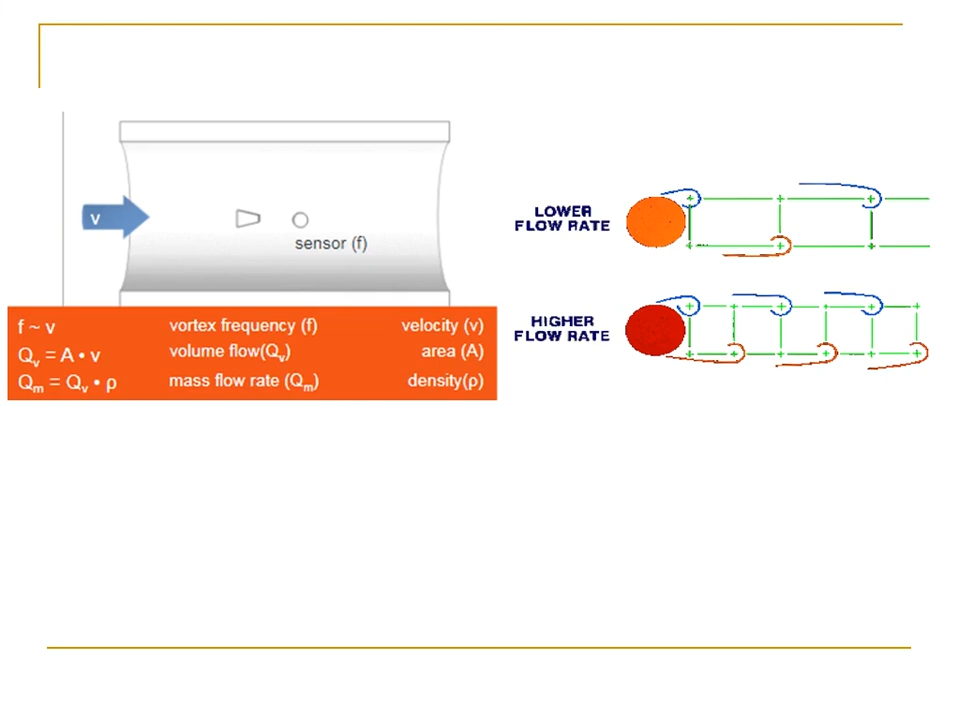 v
sensor (f)
f ~ v vortex frequency (f) velocity (v)
Qv = A • v volume flow(Qv) area (A)
Qm = Qv • ρ mass flow rate (Qm) density(ρ)
LOWER
FLOW RATE
HIGHER
FLOW RATE